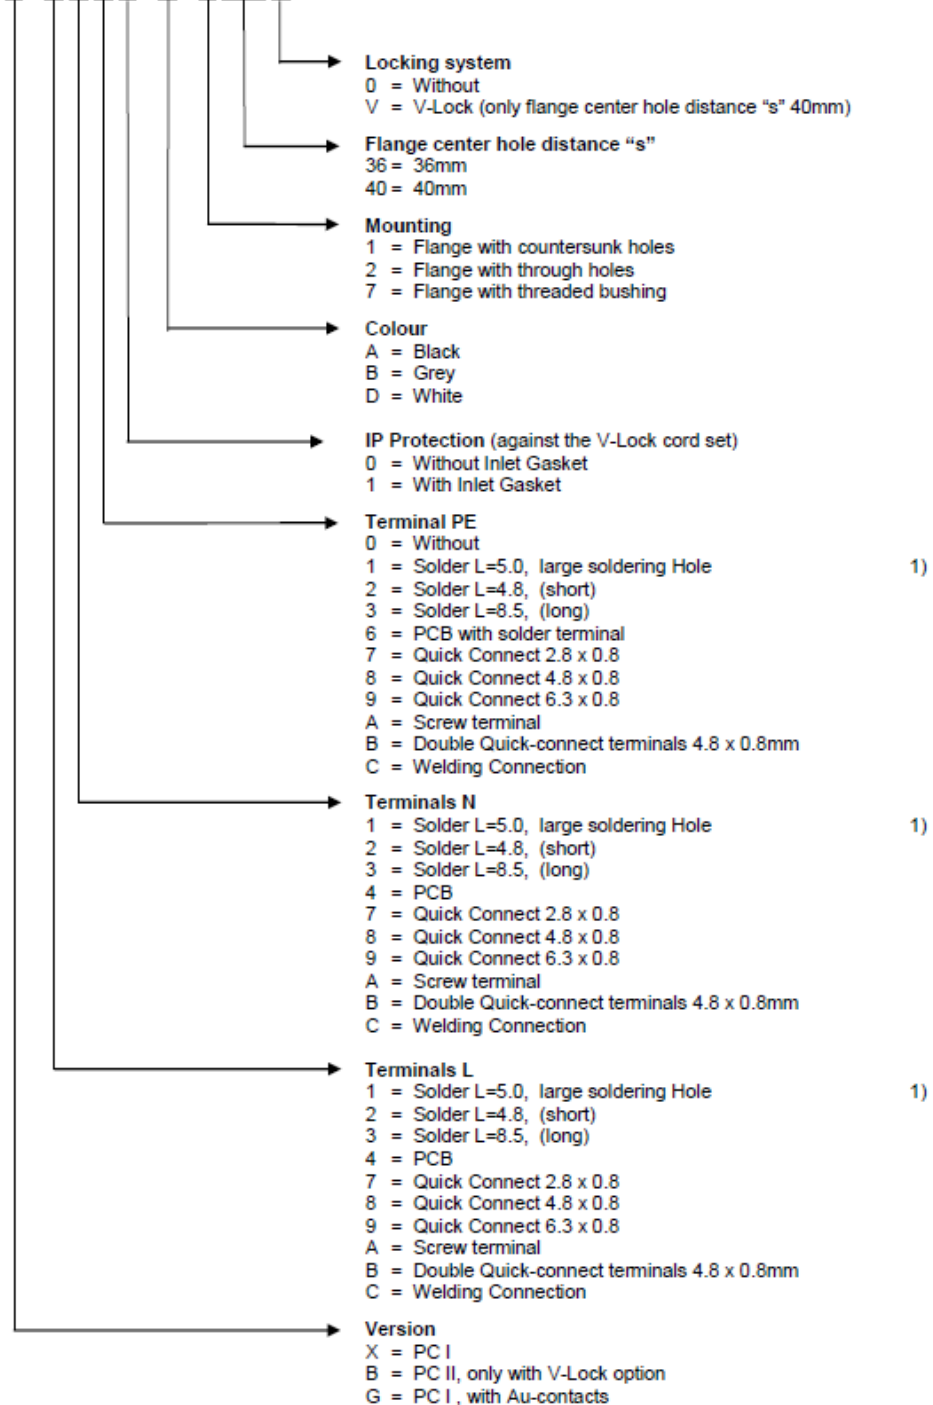 Locking system
0 = Without
V = V-Lock (only flange center hole distance “s” 40mm)
Flange center hole distance “s”
36 = 36mm
40 = 40mm
Mounting
1 = Flange with countersunk holes
2 = Flange with through holes
7 = Flange with threaded bushing
Colour
A = Black
B = Grey
D = White
IP Protection (against the V-Lock cord set)
0 = Without Inlet Gasket
1 = With Inlet Gasket
Terminal PE
0 = Without
1 = Solder L=5.0, large soldering Hole 1)
2 = Solder L=4.8, (short)
3 = Solder L=8.5, (long)
6 = PCB with solder terminal
7 = Quick Connect 2.8 x 0.8
8 = Quick Connect 4.8 x 0.8
9 = Quick Connect 6.3 x 0.8
A = Screw terminal
B = Double Quick-connect terminals 4.8 x 0.8mm
C = Welding Connection
Terminals N
1 = Solder L=5.0, large soldering Hole 1)
2 = Solder L=4.8, (short)
3 = Solder L=8.5, (long)
4 = PCB
7 = Quick Connect 2.8 x 0.8
8 = Quick Connect 4.8 x 0.8
9 = Quick Connect 6.3 x 0.8
A = Screw terminal
B = Double Quick-connect terminals 4.8 x 0.8mm
C = Welding Connection
Terminals L
1 = Solder L=5.0, large soldering Hole 1)
2 = Solder L=4.8, (short)
3 = Solder L=8.5, (long)
4 = PCB
7 = Quick Connect 2.8 x 0.8
8 = Quick Connect 4.8 x 0.8
9 = Quick Connect 6.3 x 0.8
A = Screw terminal
B = Double Quick-connect terminals 4.8 x 0.8mm
C = Welding Connection
Version
X = PC I
B = PC II, only with V-Lock option
G = PC I , with Au-contacts